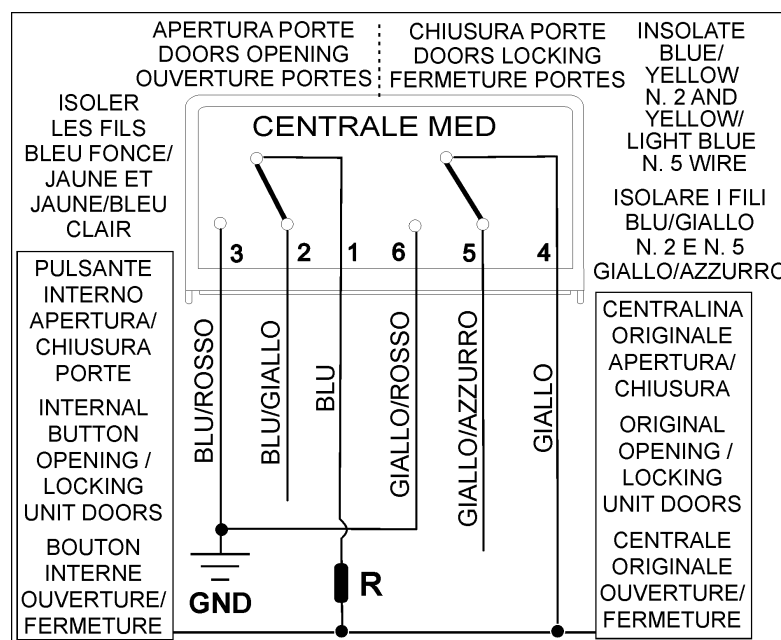 APERTURA PORTE
DOORS OPENING
OUVERTURE PORTES
CHIUSURA PORTE
DOORS LOCKING
FERMETURE PORTES
INSOLATE
BLUE/
YELLOW
N. 2 AND
YELLOW/
LIGHT BLUE
N. 5 WIRE
ISOLER
LES FILS
BLEU FONCE/
JAUNE ET
JAUNE/BLEU
CLAIR
CENTRALE MED
ISOLARE I FILI
BLU/GIALLO
N. 2 E N. 5
GIALLO/AZZURRO
3 2 1 6 5 4
PULSANTE
INTERNO
APERTURA/
CHIUSURA
PORTE
INTERNAL
BUTTON
OPENING /
LOCKING
UNIT DOORS
BOUTON
INTERNE
OUVERTURE/
FERMETURE
BLU/ROSSO
BLU/GIALLO
BLU
GIALLO/ROSSO
GIALLO/AZZURRO
GIALLO
GND
R
CENTRALINA
ORIGINALE
APERTURA/
CHIUSURA
ORIGINAL
OPENING /
LOCKING
UNIT DOORS
CENTRALE
ORIGINALE
OUVERTURE/
FERMETURE